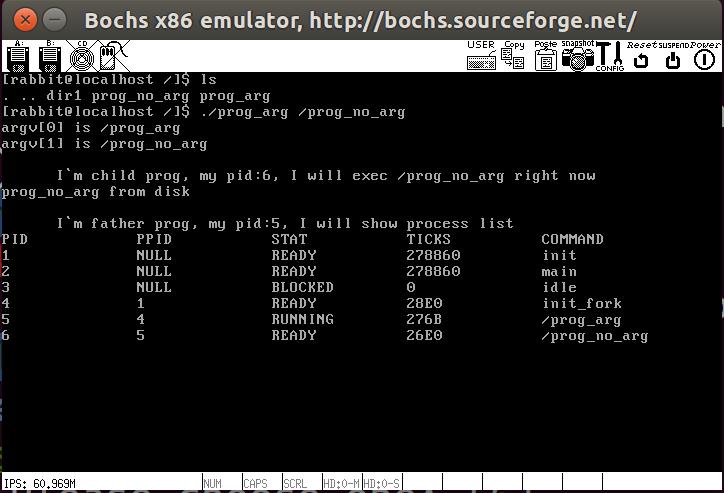 Bochs x86 emulator, http://bochs.sourceforge.net/
A: B: CD USER Copy Paste snapshot CONFIG Reset SUSPEND Power
[rabbit@localhost /]$ ls
. .. dir1 prog_no_arg prog_arg
[rabbit@localhost /]$ ./prog_arg /prog_no_arg
argv[0] is /prog_arg
argv[1] is /prog_no_arg
I`m child prog, my pid:6, I will exec /prog_no_arg right now
prog_no_arg from disk
I`m father prog, my pid:5, I will show process list
PID PPID STAT TICKS COMMAND
1 NULL READY 278860 init
2 NULL READY 278860 main
3 NULL BLOCKED 0 idle
4 1 READY 28E0 init_fork
5 4 RUNNING 276B /prog_arg
6 5 READY 26E0 /prog_no_arg
IPS: 60.969M NUM CAPS SCRL HD:0-M HD:0-S